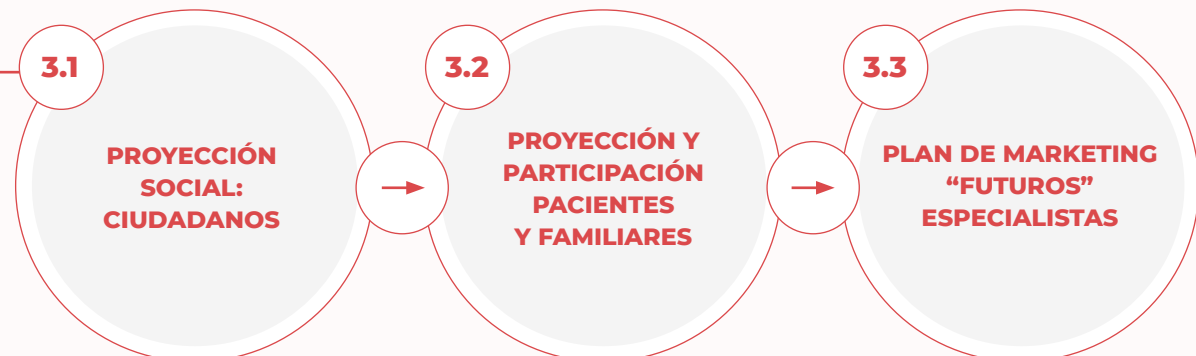 3.1
PROYECCIÓN
SOCIAL:
CIUDADANOS
3.2
PROYECCIÓN Y
PARTICIPACIÓN
PACIENTES
Y FAMILIARES
3.3
PLAN DE MARKETING
“FUTUROS”
ESPECIALISTAS